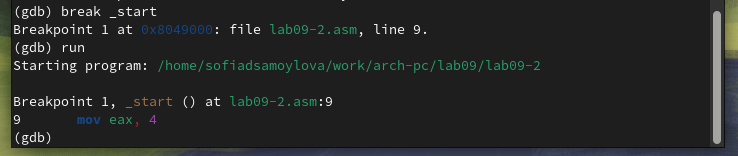 (gdb) break _start
Breakpoint 1 at 0x8049000: file lab09-2.asm, line 9.
(gdb) run
Starting program: /home/sofiadsamoylova/work/arch-pc/lab09/lab09-2
Breakpoint 1, _start () at lab09-2.asm:9
9       mov eax, 4
(gdb)